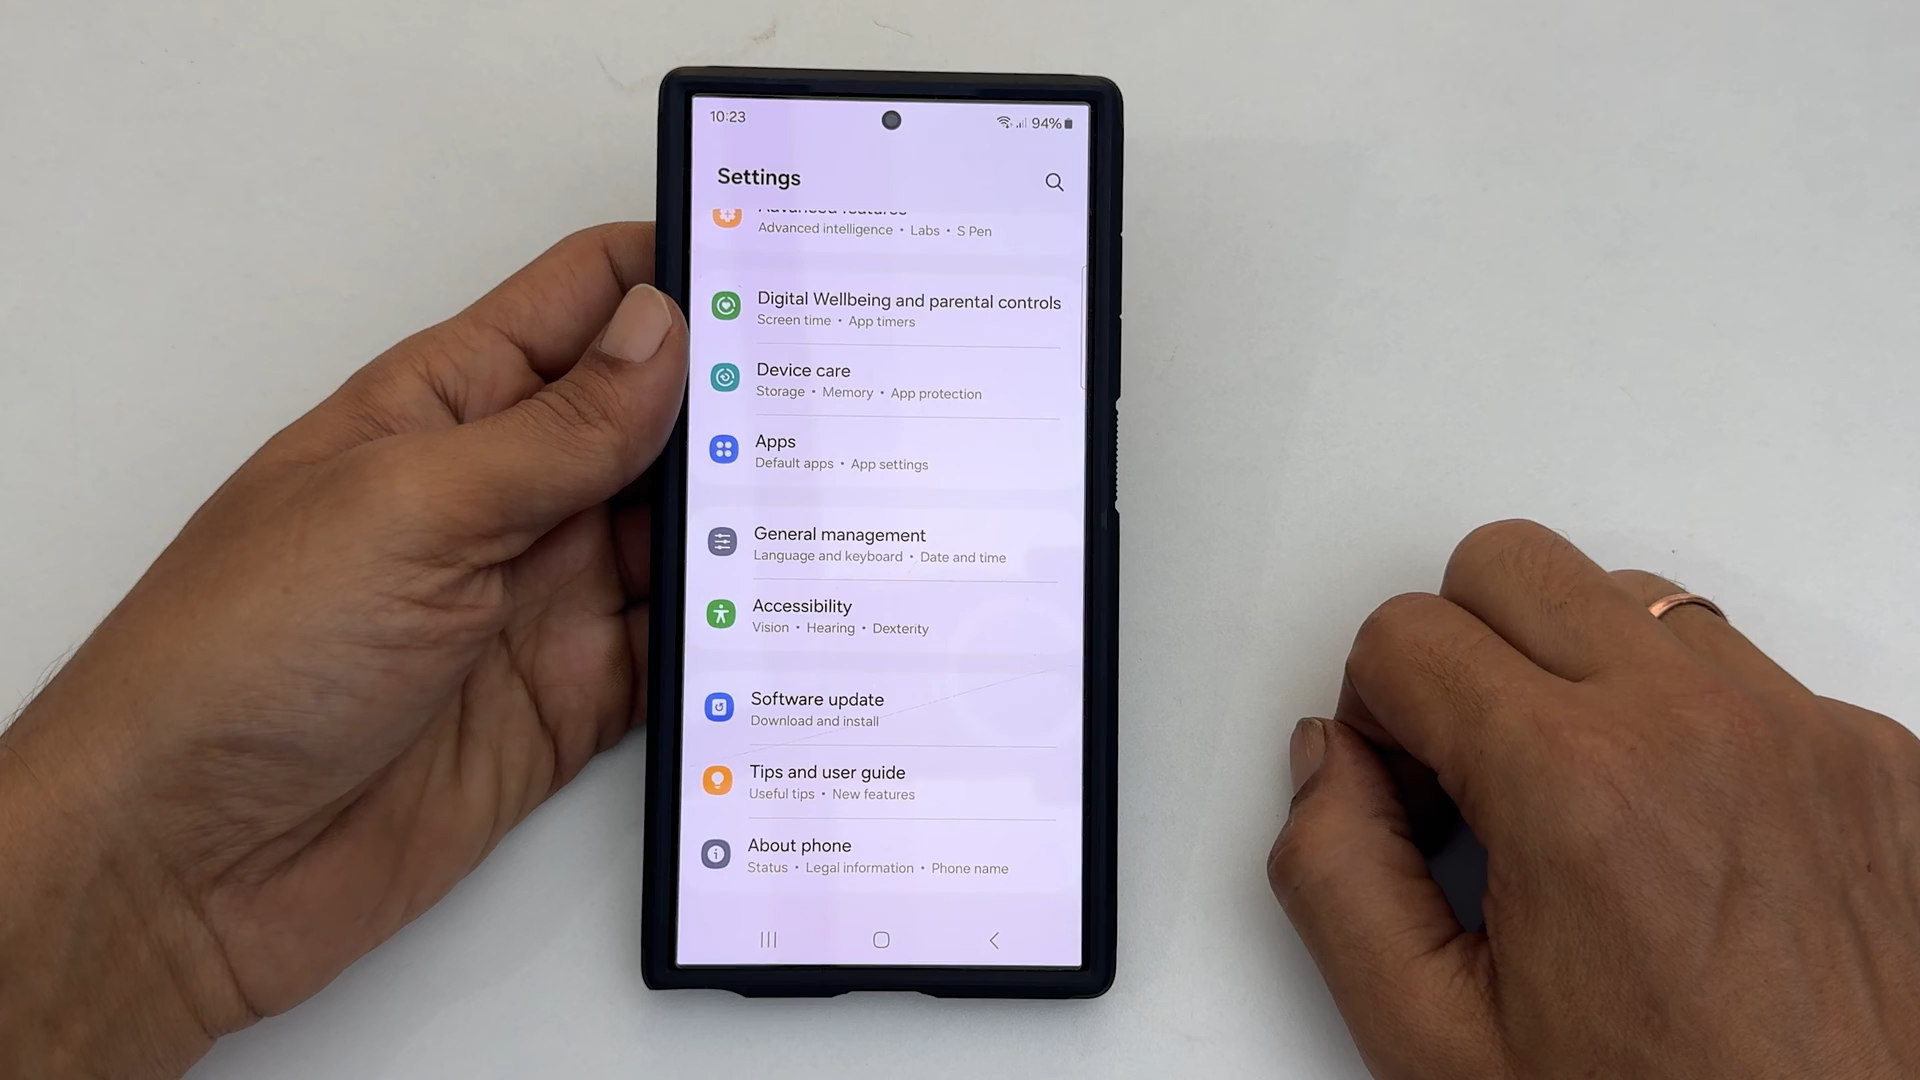 10:23
94%
Settings
Advanced features
Advanced intelligence • Labs • S Pen
Digital Wellbeing and parental controls
Screen time • App timers
Device care
Storage • Memory • App protection
Apps
Default apps • App settings
General management
Language and keyboard • Date and time
Accessibility
Vision • Hearing • Dexterity
Software update
Download and install
Tips and user guide
Useful tips • New features
About phone
Status • Legal information • Phone name